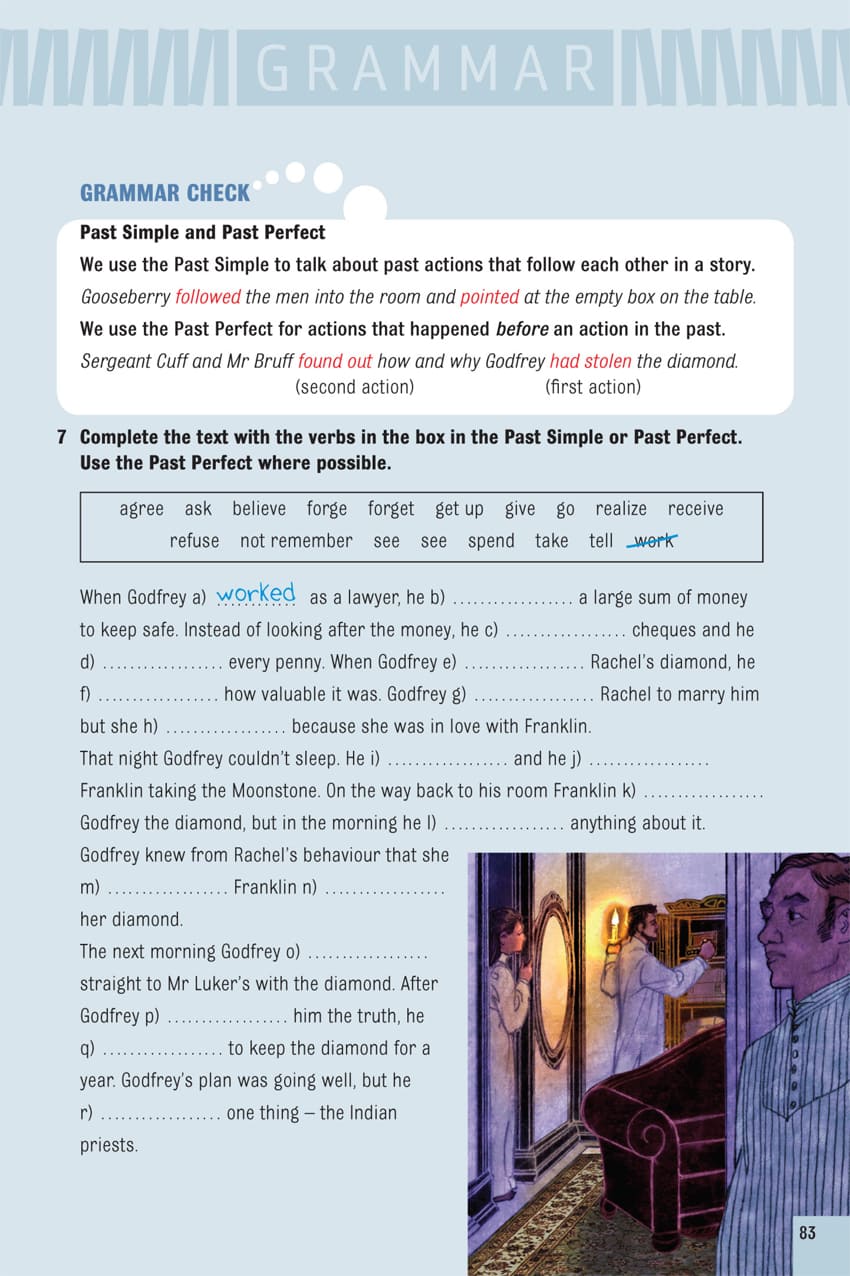 GRAMMAR
GRAMMAR CHECK
Past Simple and Past Perfect
We use the Past Simple to talk about past actions that follow each other in a story.
Gooseberry followed the men into the room and pointed at the empty box on the table.
We use the Past Perfect for actions that happened before an action in the past.
Sergeant Cuff and Mr Bruff found out how and why Godfrey had stolen the diamond.
(second action) (first action)
7 Complete the text with the verbs in the box in the Past Simple or Past Perfect.
Use the Past Perfect where possible.
agree ask believe forge forget get up give go realize receive
refuse not remember see see spend take tell work
When Godfrey a) worked as a lawyer, he b) .................. a large sum of money
to keep safe. Instead of looking after the money, he c) .................. cheques and he
d) .................. every penny. When Godfrey e) .................. Rachel's diamond, he
f) .................. how valuable it was. Godfrey g) .................. Rachel to marry him
but she h) .................. because she was in love with Franklin.
That night Godfrey couldn't sleep. He i) .................. and he j) ..................
Franklin taking the Moonstone. On the way back to his room Franklin k) ..................
Godfrey the diamond, but in the morning he l) .................. anything about it.
Godfrey knew from Rachel's behaviour that she
m) .................. Franklin n) ..................
her diamond.
The next morning Godfrey o) ..................
straight to Mr Luker's with the diamond. After
Godfrey p) .................. him the truth, he
q) .................. to keep the diamond for a
year. Godfrey's plan was going well, but he
r) .................. one thing – the Indian
priests.
83